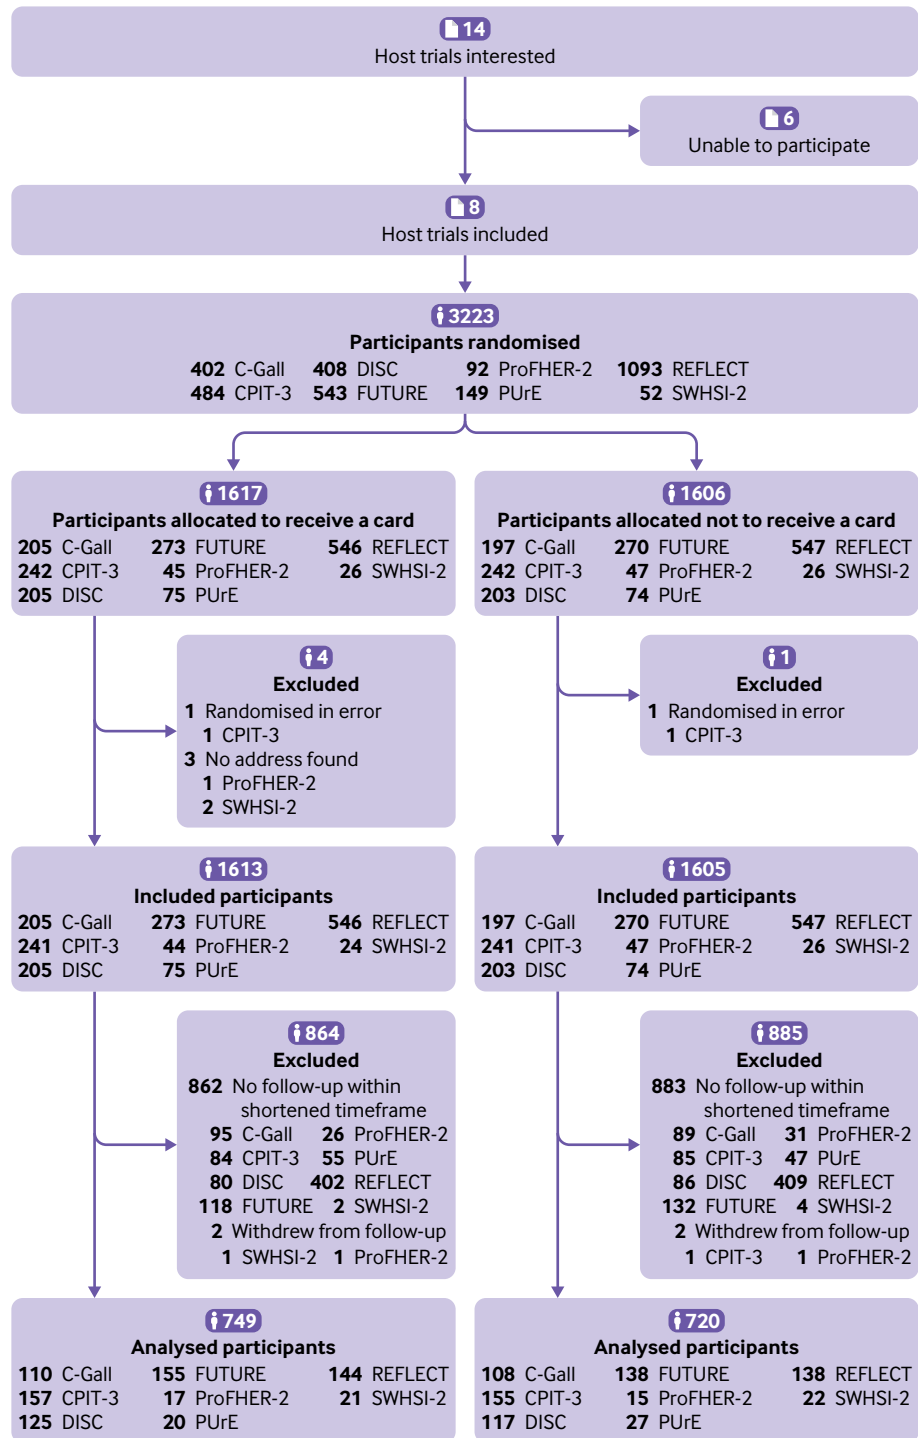 14
Host trials interested
6
Unable to participate
8
Host trials included
3223
Participants randomised
402 C-Gall 408 DISC 92 ProFHER-2 1093 REFLECT
484 CPIT-3 543 FUTURE 149 PUrE 52 SWHSI-2
1617
Participants allocated to receive a card
205 C-Gall 273 FUTURE 546 REFLECT
242 CPIT-3 45 ProFHER-2 26 SWHSI-2
205 DISC 75 PUrE
1606
Participants allocated not to receive a card
197 C-Gall 270 FUTURE 547 REFLECT
242 CPIT-3 47 ProFHER-2 26 SWHSI-2
203 DISC 74 PUrE
4
Excluded
1 Randomised in error
1 CPIT-3
3 No address found
1 ProFHER-2
2 SWHSI-2
1
Excluded
1 Randomised in error
1 CPIT-3
1613
Included participants
205 C-Gall 273 FUTURE 546 REFLECT
241 CPIT-3 44 ProFHER-2 24 SWHSI-2
205 DISC 75 PUrE
1605
Included participants
197 C-Gall 270 FUTURE 547 REFLECT
241 CPIT-3 47 ProFHER-2 26 SWHSI-2
203 DISC 74 PUrE
864
Excluded
862 No follow-up within
shortened timeframe
95 C-Gall 26 ProFHER-2
84 CPIT-3 55 PUrE
80 DISC 402 REFLECT
118 FUTURE 2 SWHSI-2
2 Withdrew from follow-up
1 SWHSI-2 1 ProFHER-2
885
Excluded
883 No follow-up within
shortened timeframe
89 C-Gall 31 ProFHER-2
85 CPIT-3 47 PUrE
86 DISC 409 REFLECT
132 FUTURE 4 SWHSI-2
2 Withdrew from follow-up
1 CPIT-3 1 ProFHER-2
749
Analysed participants
110 C-Gall 155 FUTURE 144 REFLECT
157 CPIT-3 17 ProFHER-2 21 SWHSI-2
125 DISC 20 PUrE
720
Analysed participants
108 C-Gall 138 FUTURE 138 REFLECT
155 CPIT-3 15 ProFHER-2 22 SWHSI-2
117 DISC 27 PUrE